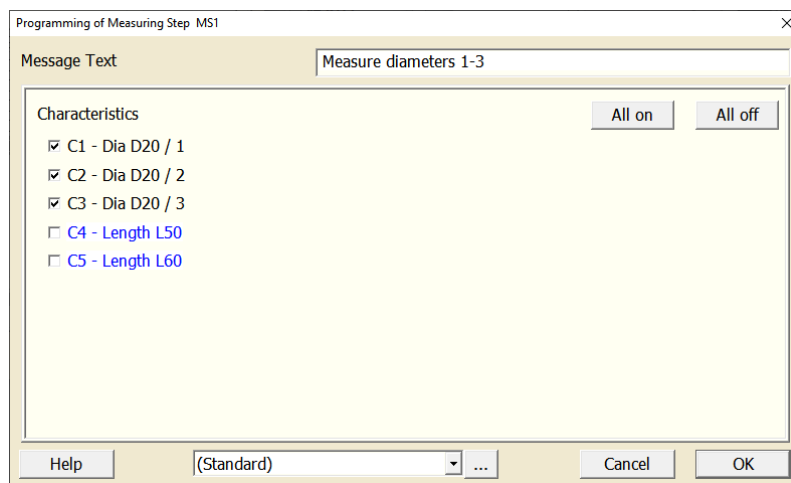 Programming of Measuring Step MS1
Message Text Measure diameters 1-3
Characteristics All on All off
C1 - Dia D20 / 1
C2 - Dia D20 / 2
C3 - Dia D20 / 3
C4 - Length L50
C5 - Length L60
Help (Standard) ... Cancel OK